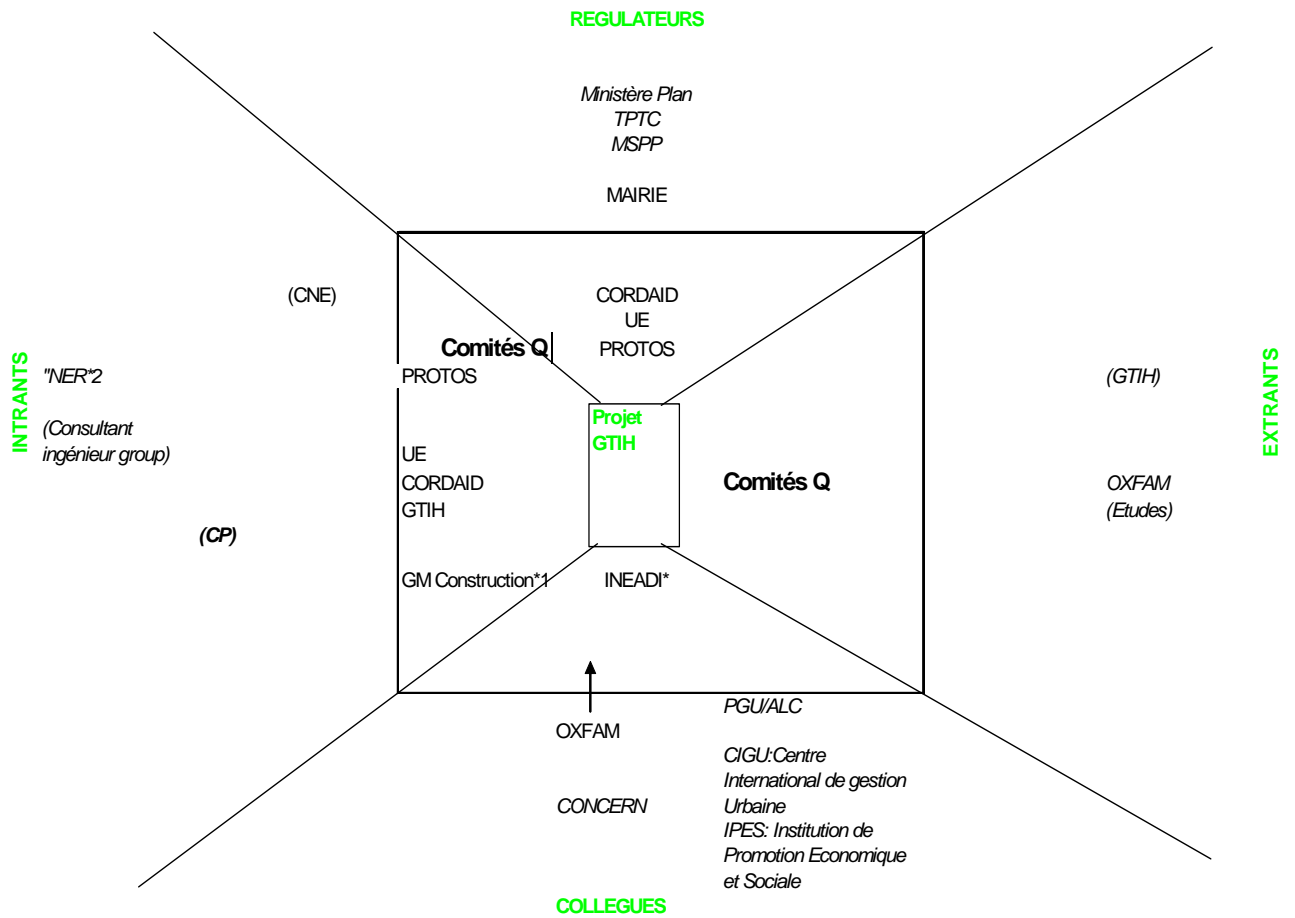 REGULATEURS
Ministère Plan
TPTC
MSPP
MAIRIE
(CNE)
CORDAID
UE
PROTOS
Comités Q
INTRANTS
"NER*2
(Consultant
ingénieur group)
(CP)
PROTOS
UE
CORDAID
GTIH
GM Construction*1
Projet
GTIH
Comités Q
INEADI*
(GTIH)
OXFAM
(Etudes)
EXTRANTS
OXFAM
CONCERN
PGU/ALC
CIGU:Centre
International de gestion
Urbaine
IPES: Institution de
Promotion Economique
et Sociale
COLLEGUES